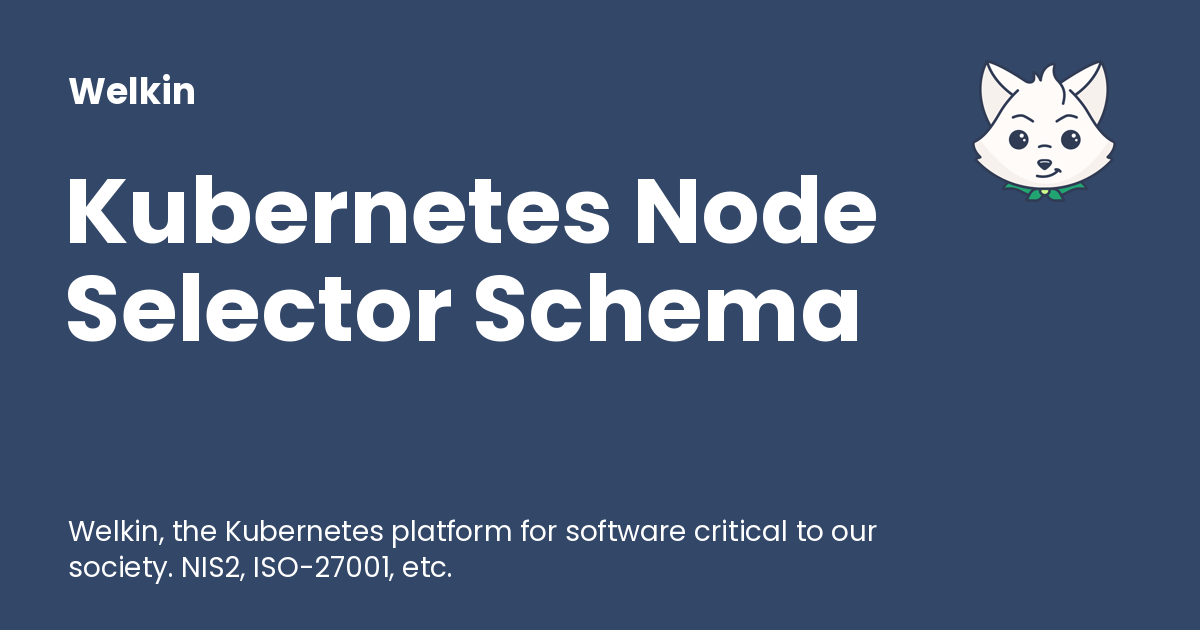 Welkin
Kubernetes Node
Selector Schema
Welkin, the Kubernetes platform for software critical to our
society. NIS2, ISO-27001, etc.